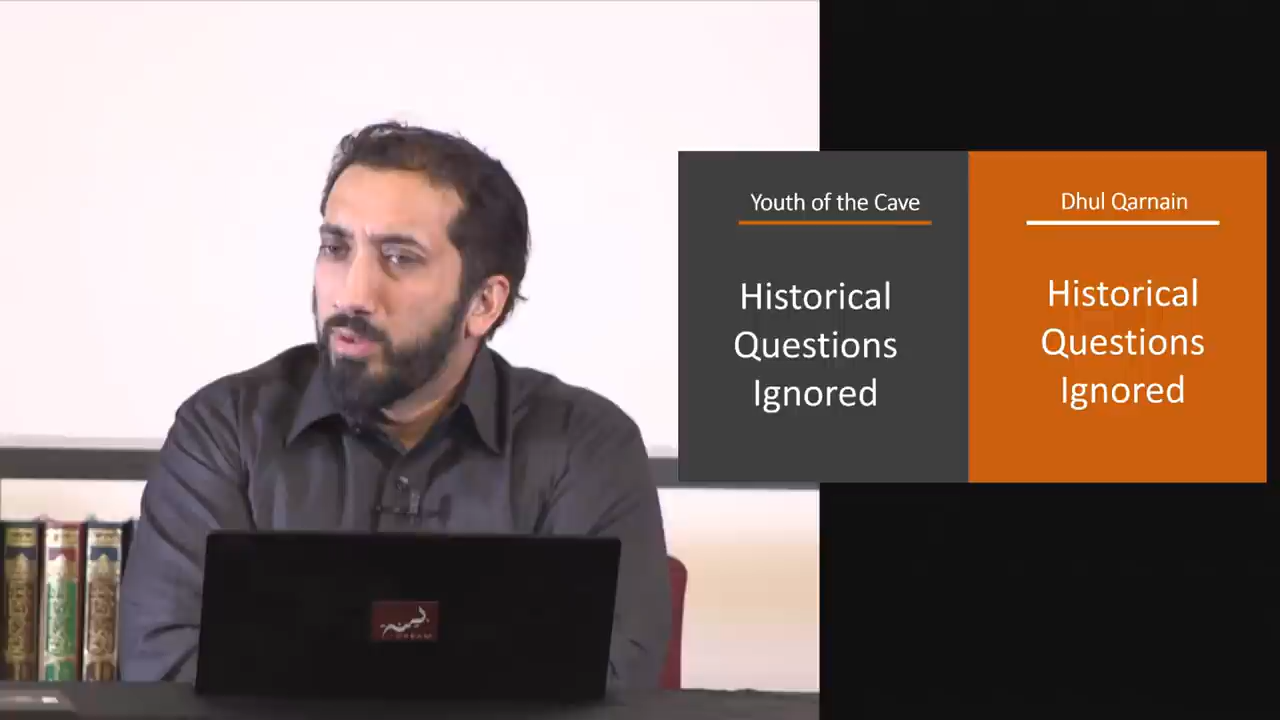 Youth of the Cave
Historical
Questions
Ignored
Dhul Qarnain
Historical
Questions
Ignored